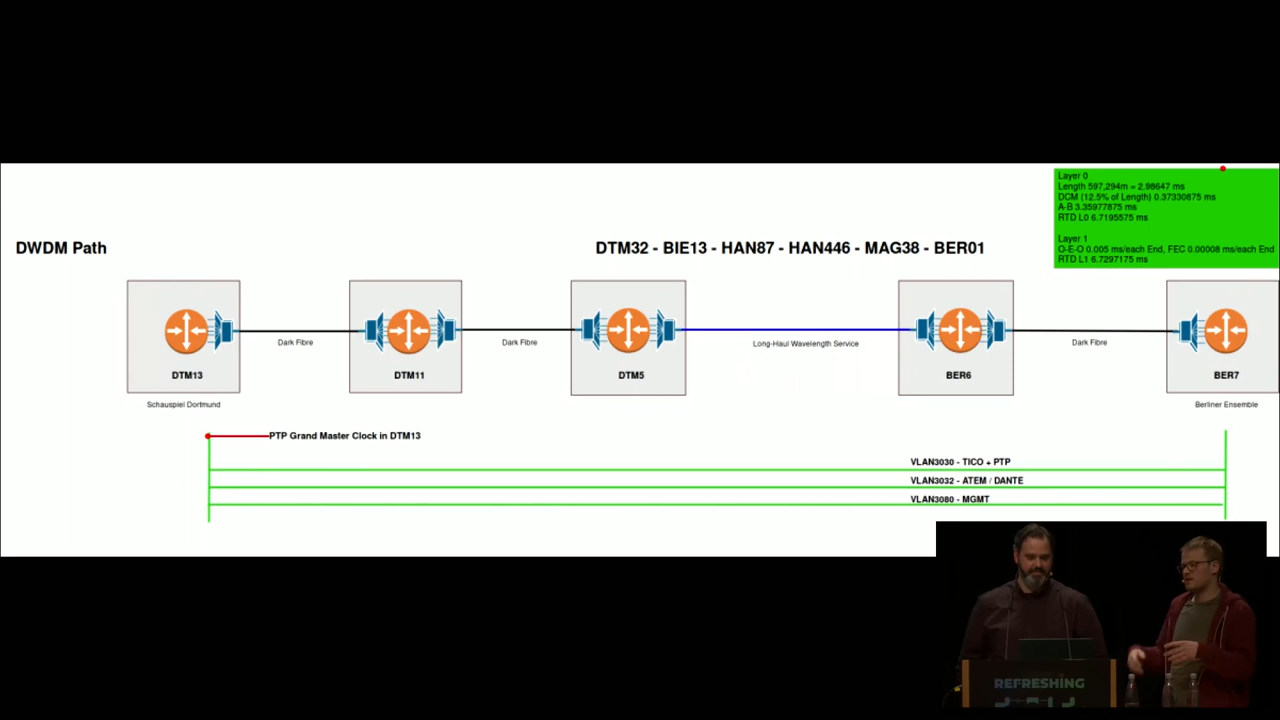 Layer 0
Length 597,294m = 2.98647 ms
DCM (12.5% of Length) 0.37330875 ms
A-B 3.35977875 ms
RTD L0 6.7195575 ms
Layer 1
O-E-O 0.005 ms/each End, FEC 0.00008 ms/each End
RTD L1 6.7297175 ms
DWDM Path
DTM32 - BIE13 - HAN87 - HAN446 - MAG38 - BER01
Dark Fibre
Dark Fibre
Long-Haul Wavelength Service
Dark Fibre
DTM13
DTM11
DTM5
BER6
BER7
Schauspiel Dortmund
Berliner Ensemble
PTP Grand Master Clock in DTM13
VLAN3030 - TICO + PTP
VLAN3032 - ATEM / DANTE
VLAN3080 - MGMT
REFRESHING